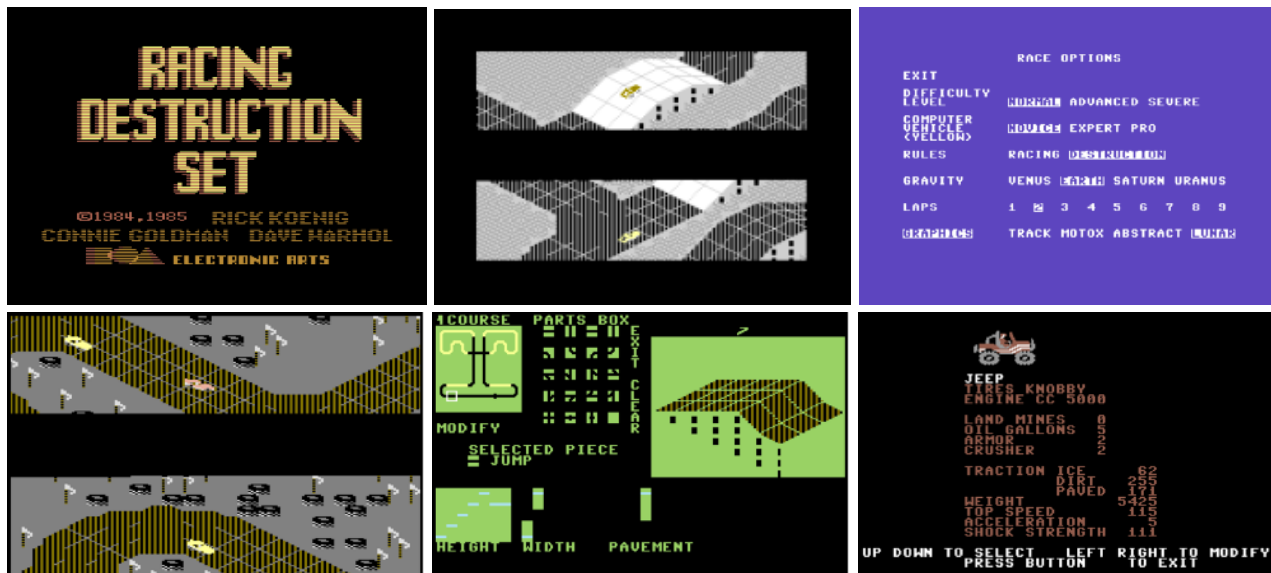 RACING
DESTRUCTION
SET
©1984,1985 RICK KOENIG
CONNIE GOLDMAN DAVE WARHOL
ELECTRONIC ARTS
RACE OPTIONS
EXIT
DIFFICULTY
LEVEL NORMAL ADVANCED SEVERE
COMPUTER
VEHICLE NOVICE EXPERT PRO
(YELLOW)
RULES RACING DESTRUCTION
GRAVITY VENUS EARTH SATURN URANUS
LAPS 1 2 3 4 5 6 7 8 9
GRAPHICS TRACK MOTOX ABSTRACT LUNAR
1 COURSE PARTS BOX
EXIT CLEAR
MODIFY
SELECTED PIECE
JUMP
HEIGHT WIDTH PAVEMENT
JEEP
TIRES KNOBBY
ENGINE CC 5000
LAND MINES 0
OIL GALLONS 5
ARMOR 2
CRUSHER 2
TRACTION ICE 62
DIRT 255
PAVED 171
WEIGHT 5425
TOP SPEED 115
ACCELERATION 5
SHOCK STRENGTH 111
UP DOWN TO SELECT LEFT RIGHT TO MODIFY
PRESS BUTTON TO EXIT